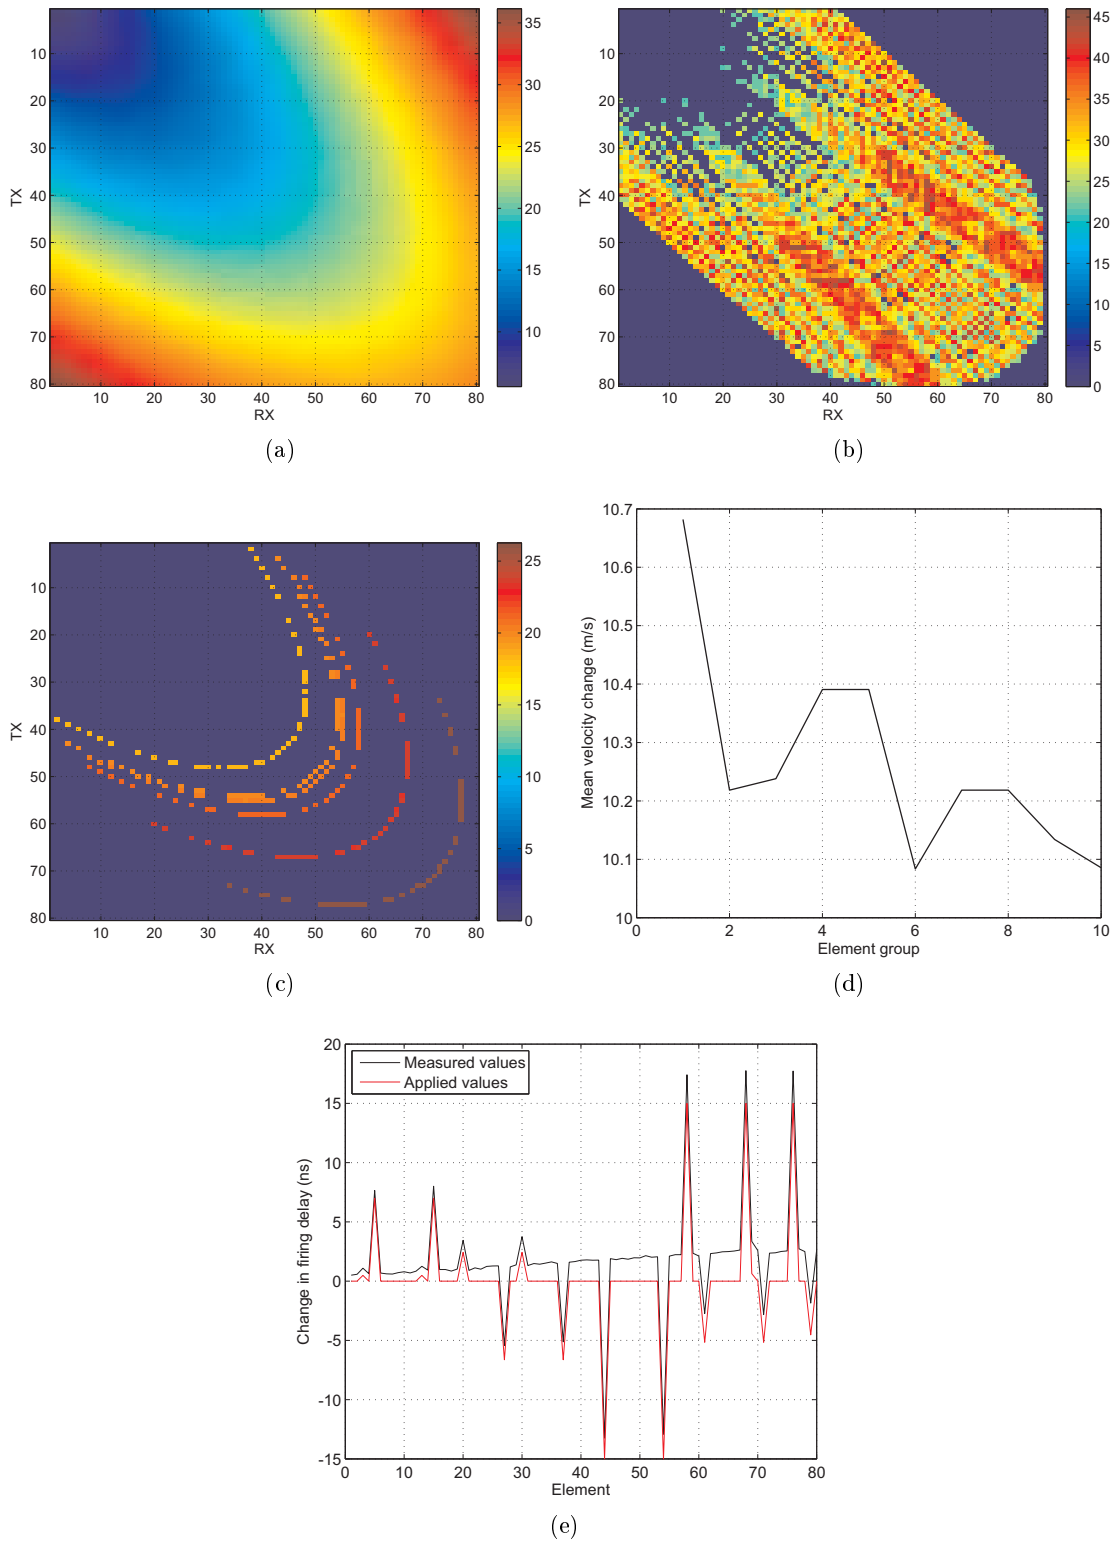 35
30
25
20
15
10
10
20
30
40
50
60
70
80
TX
10 20 30 40 50 60 70 80
RX
(a)
45
40
35
30
25
20
15
10
5
0
10
20
30
40
50
60
70
80
TX
10 20 30 40 50 60 70 80
RX
(b)
25
20
15
10
5
0
10
20
30
40
50
60
70
80
TX
10 20 30 40 50 60 70 80
RX
(c)
10.7
10.6
10.5
10.4
10.3
10.2
10.1
10
Mean velocity change (m/s)
0 2 4 6 8 10
Element group
(d)
20
15
10
5
0
-5
-10
-15
Change in firing delay (ns)
Measured values
Applied values
0 10 20 30 40 50 60 70 80
Element
(e)